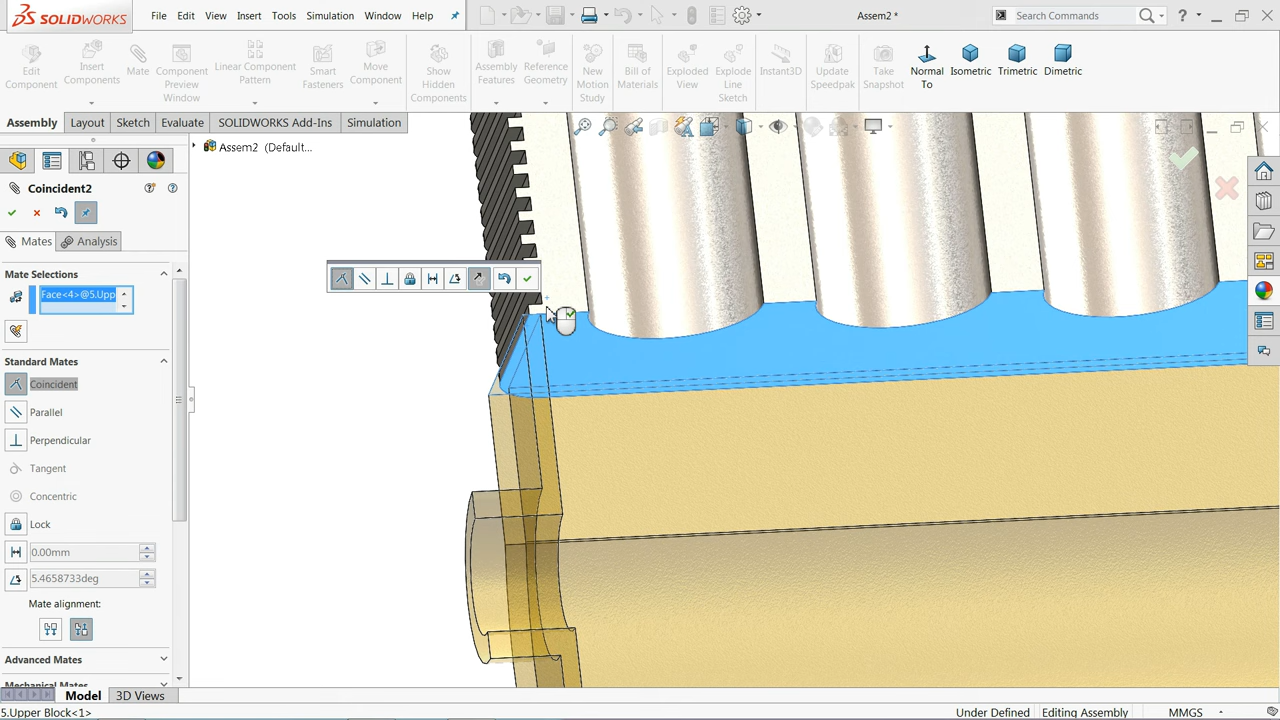 SOLIDWORKS File Edit View Insert Tools Simulation Window Help Assem2 * Search Commands ?
Edit Component
Insert Components
Mate
Component Preview Window
Linear Component Pattern
Smart Fasteners
Move Component
Show Hidden Components
Assembly Features
Reference Geometry
New Motion Study
Bill of Materials
Exploded View
Explode Line Sketch
Instant3D
Update Speedpak
Take Snapshot
Normal To
Isometric
Trimetric
Dimetric
Assembly Layout Sketch Evaluate SOLIDWORKS Add-Ins Simulation
Assem2 (Default...
Coincident2
Mates Analysis
Mate Selections
Face<4>@5.Upp
Standard Mates
Coincident
Parallel
Perpendicular
Tangent
Concentric
Lock
0.00mm
5.4658733deg
Mate alignment:
Advanced Mates
Mechanical Mates
Model 3D Views
5.Upper Block<1> Under Defined Editing Assembly MMGS